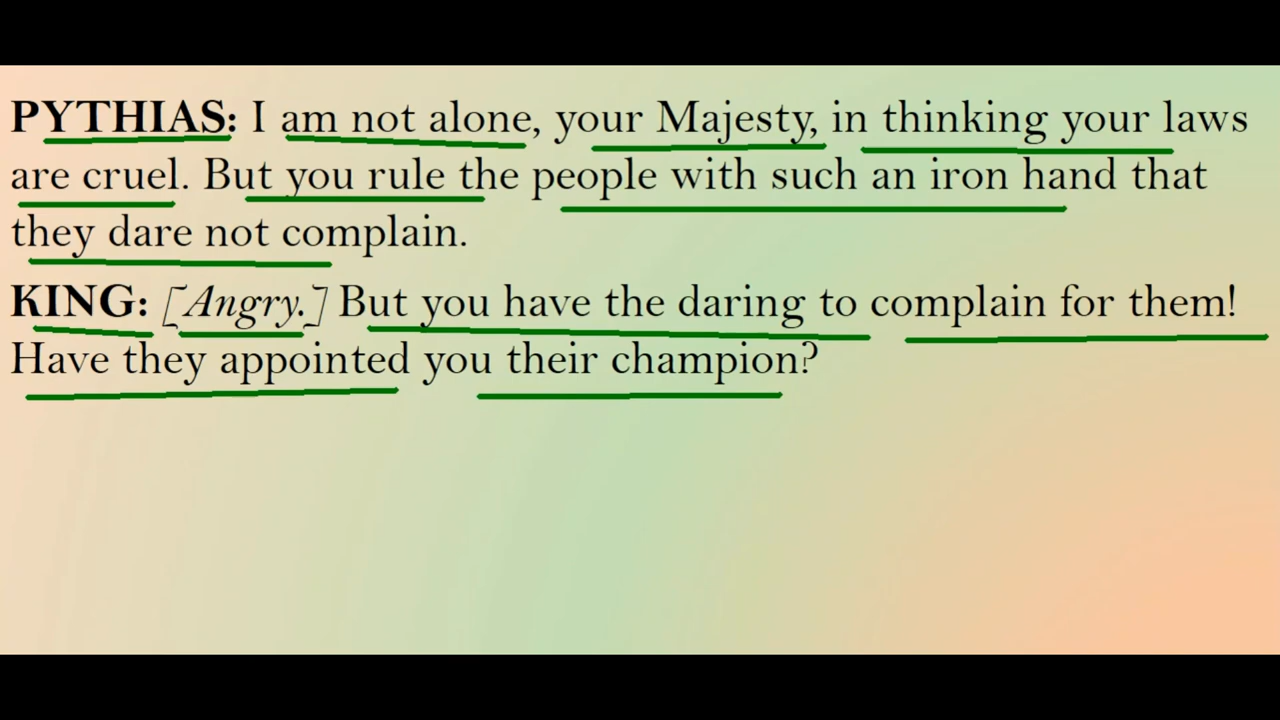 PYTHIAS: I am not alone, your Majesty, in thinking your laws
are cruel. But you rule the people with such an iron hand that
they dare not complain.
KING: [Angry.] But you have the daring to complain for them!
Have they appointed you their champion?